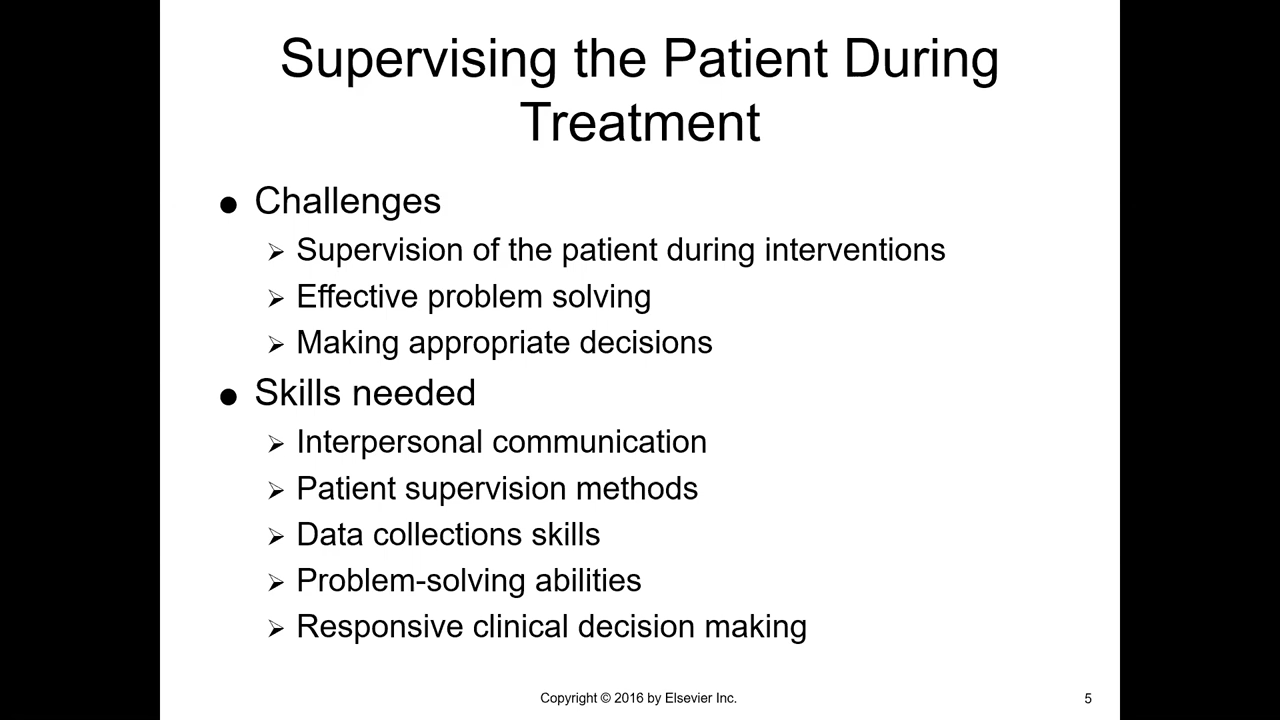 Supervising the Patient During
Treatment
● Challenges
➢ Supervision of the patient during interventions
➢ Effective problem solving
➢ Making appropriate decisions
● Skills needed
➢ Interpersonal communication
➢ Patient supervision methods
➢ Data collections skills
➢ Problem-solving abilities
➢ Responsive clinical decision making
Copyright © 2016 by Elsevier Inc.
5